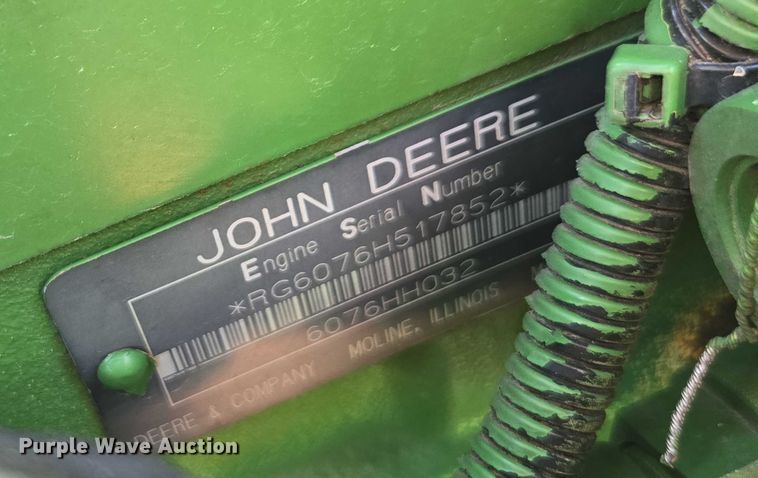 JOHN DEERE
Engine Serial Number
*RG6076H517852*
6076HH032
DEERE & COMPANY MOLINE, ILLINOIS
Purple Wave Auction